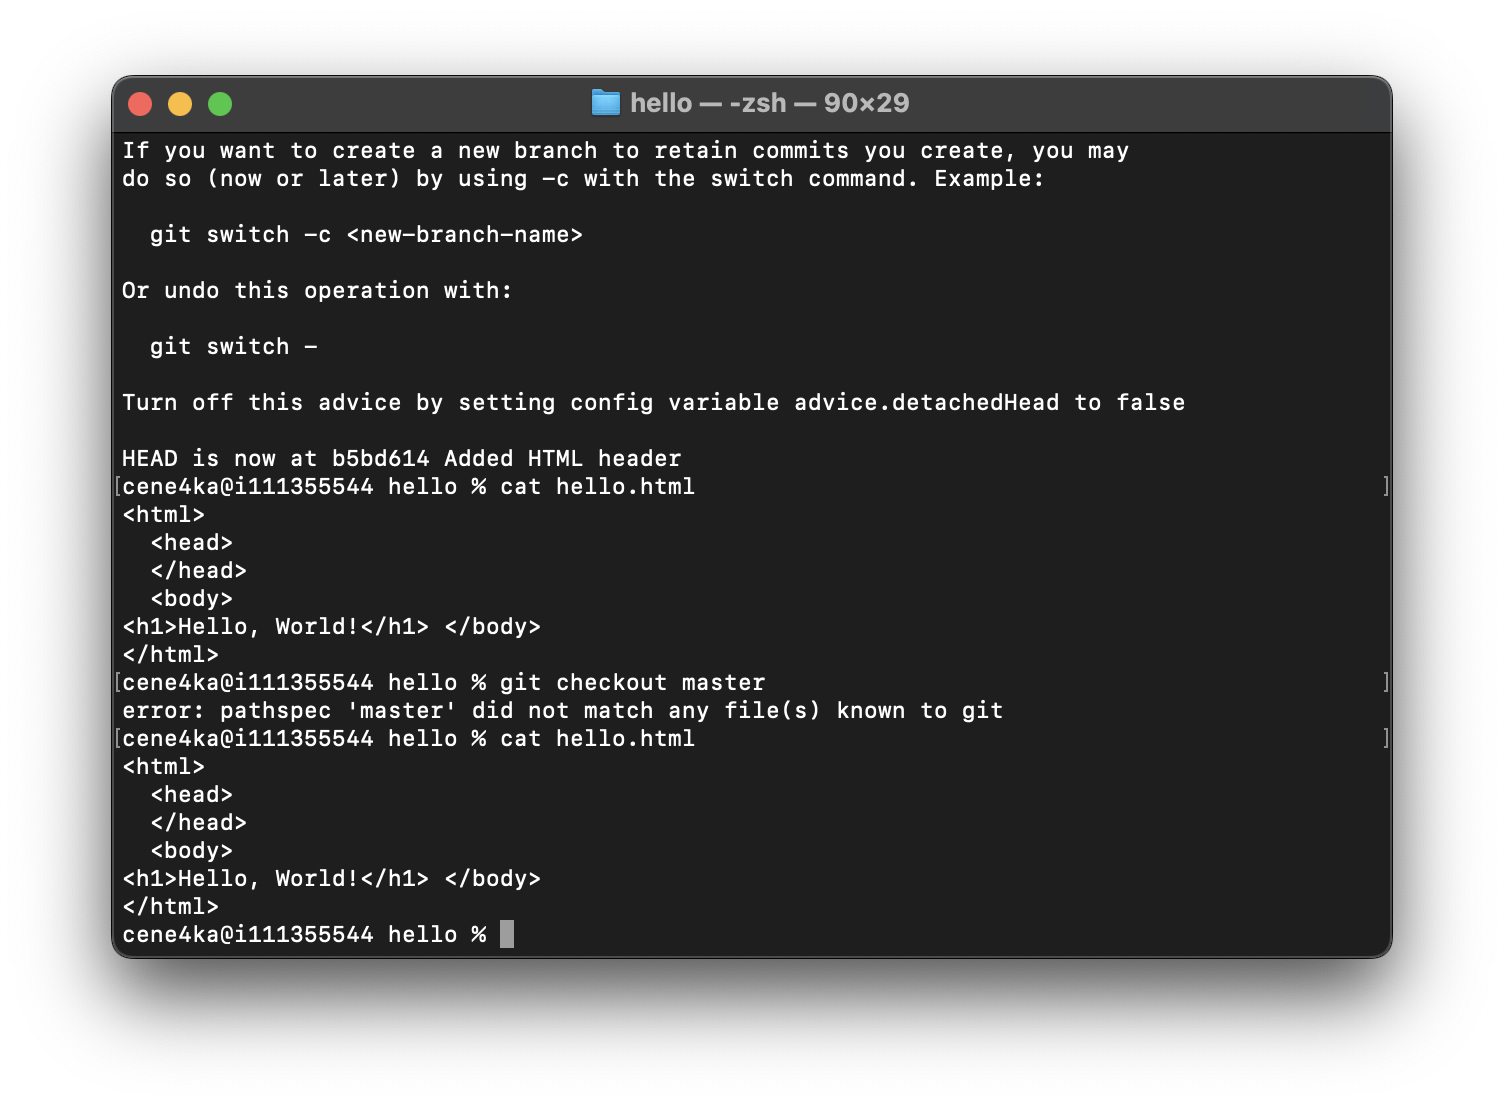 hello — -zsh — 90×29
If you want to create a new branch to retain commits you create, you may
do so (now or later) by using -c with the switch command. Example:
  git switch -c <new-branch-name>
Or undo this operation with:
  git switch -
Turn off this advice by setting config variable advice.detachedHead to false
HEAD is now at b5bd614 Added HTML header
[cene4ka@i111355544 hello % cat hello.html ]
<html>
  <head>
  </head>
  <body>
<h1>Hello, World!</h1> </body>
</html>
[cene4ka@i111355544 hello % git checkout master ]
error: pathspec 'master' did not match any file(s) known to git
[cene4ka@i111355544 hello % cat hello.html ]
<html>
  <head>
  </head>
  <body>
<h1>Hello, World!</h1> </body>
</html>
cene4ka@i111355544 hello %